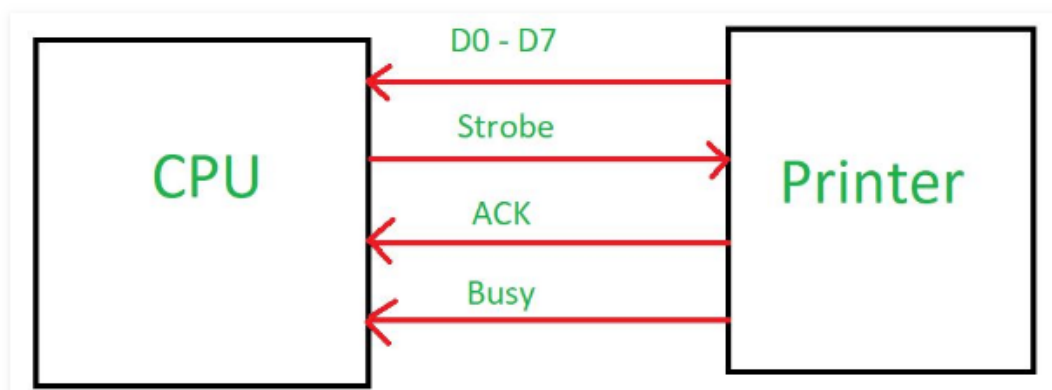 D0 - D7
Strobe
CPU
Printer
ACK
Busy